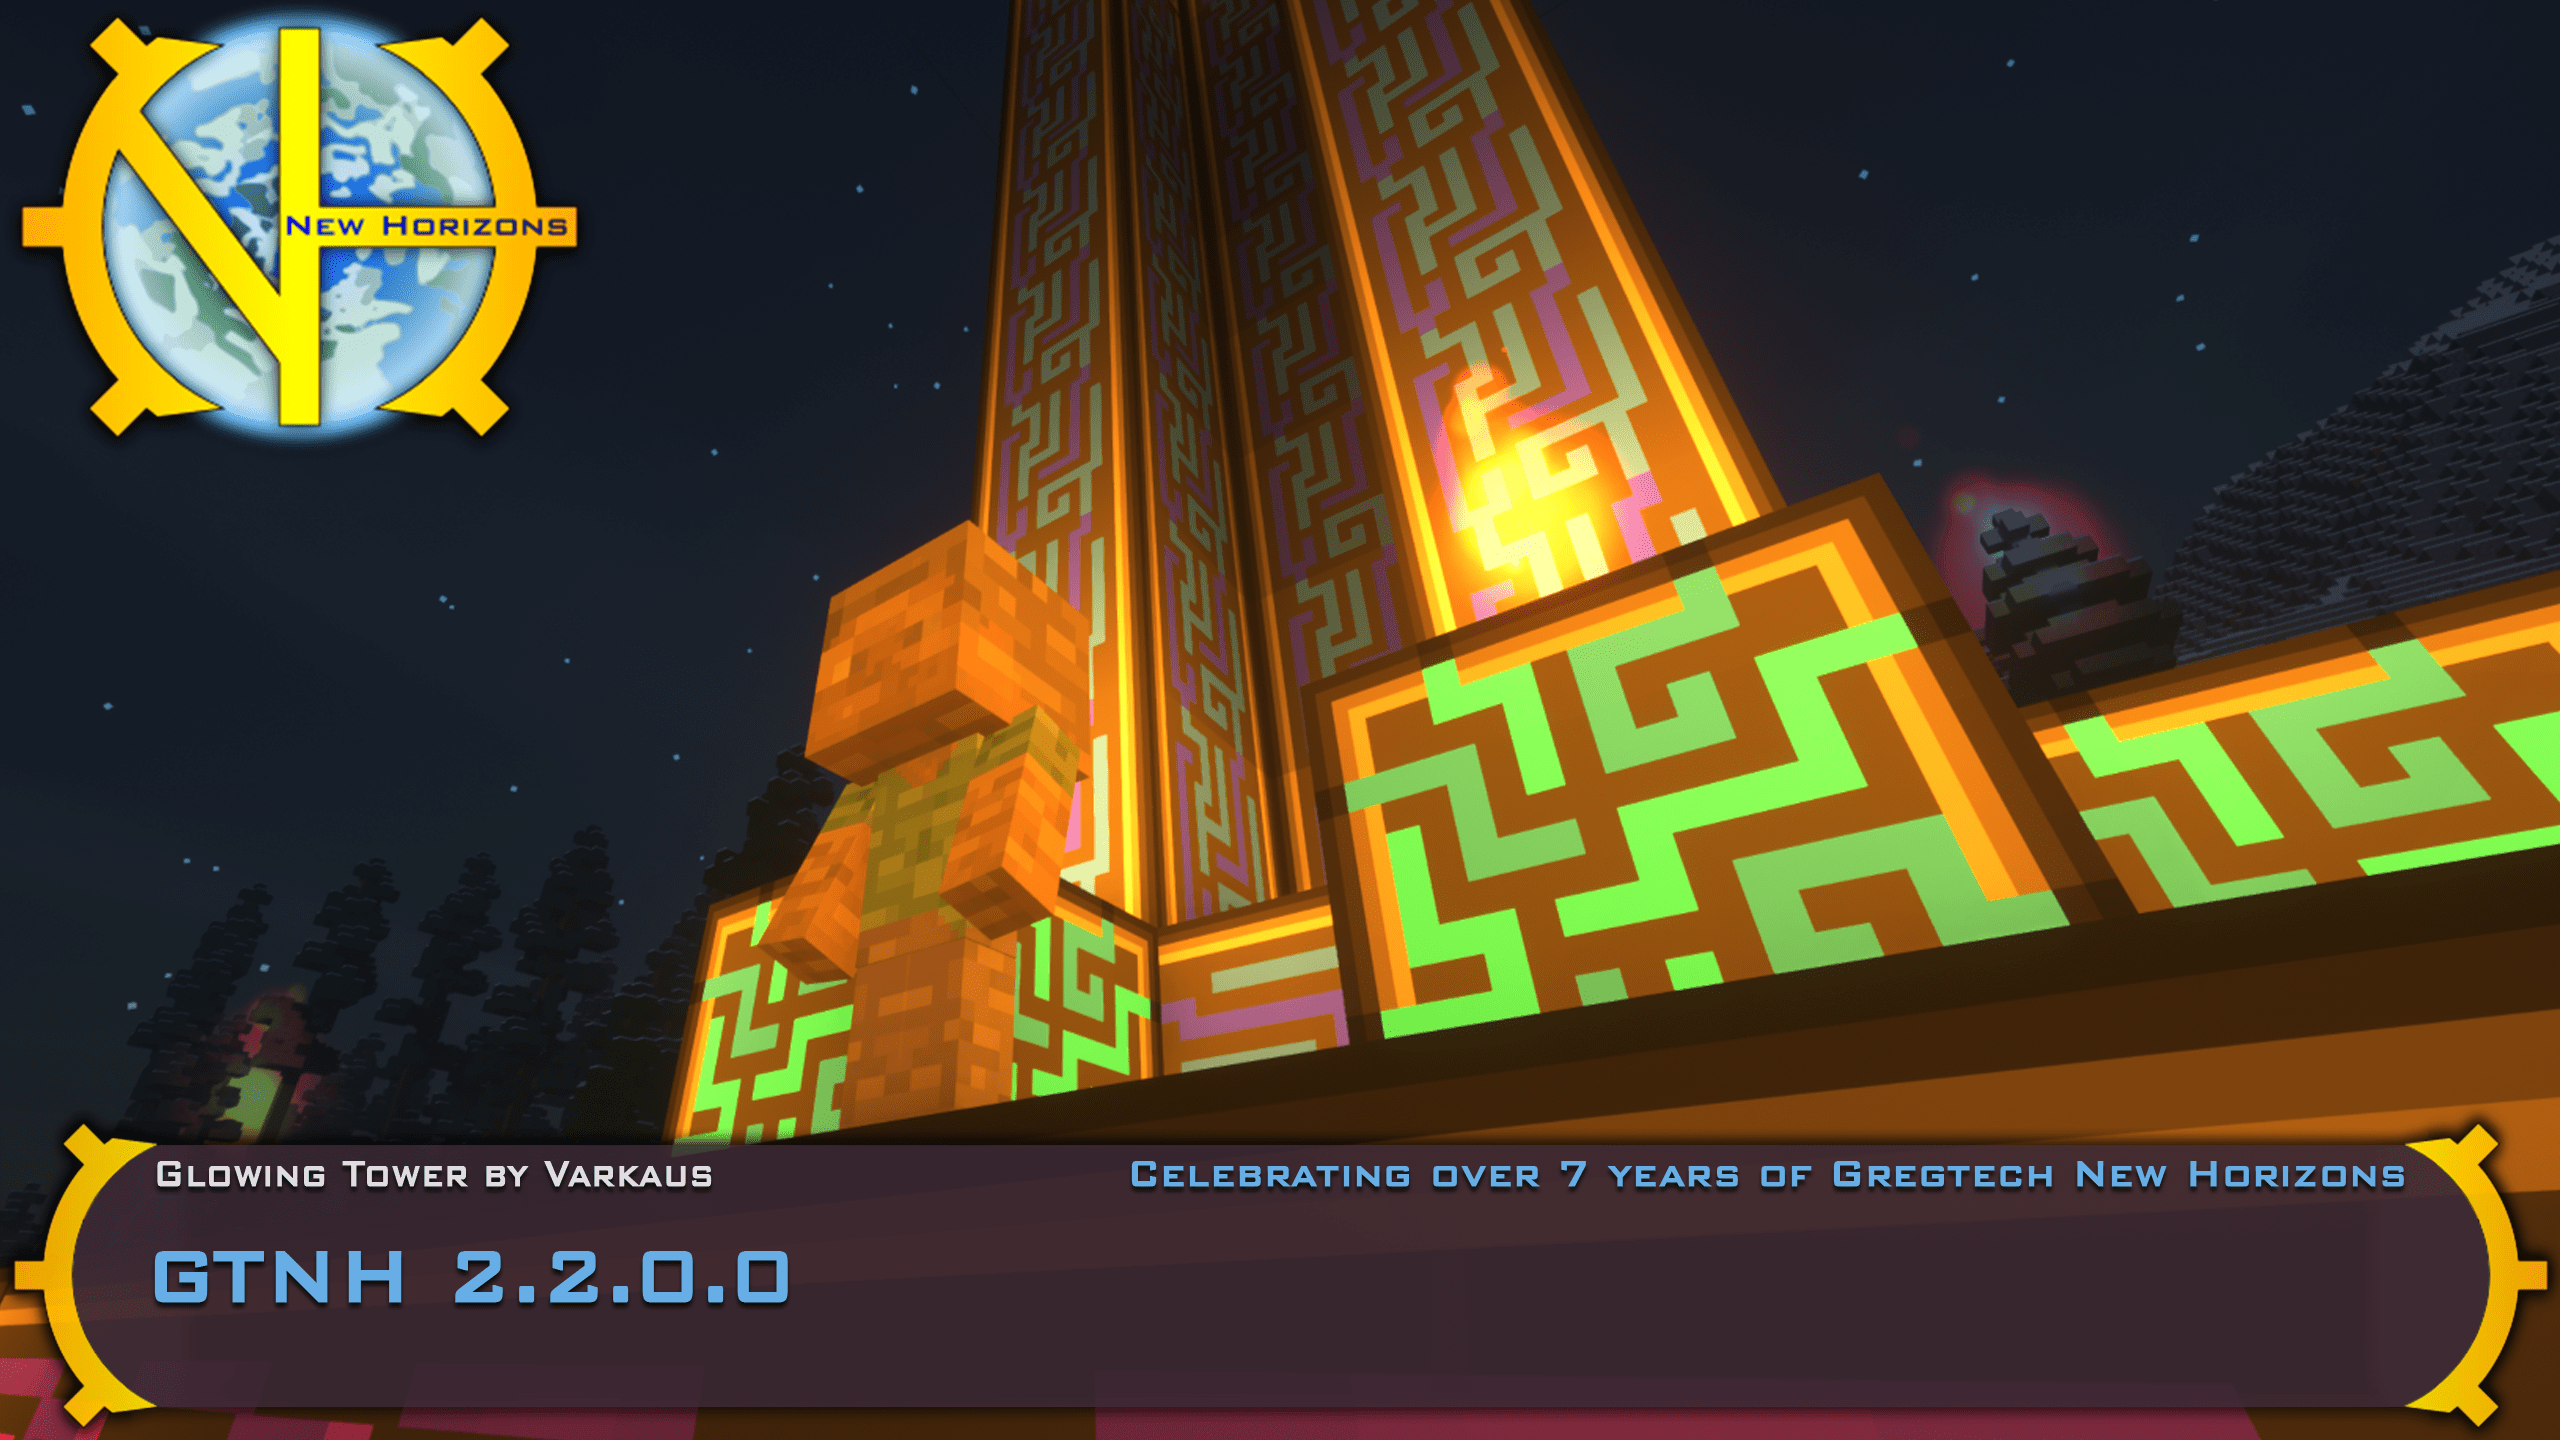 New Horizons
Glowing Tower by Varkaus
Celebrating over 7 years of Gregtech New Horizons
GTNH 2.2.0.0